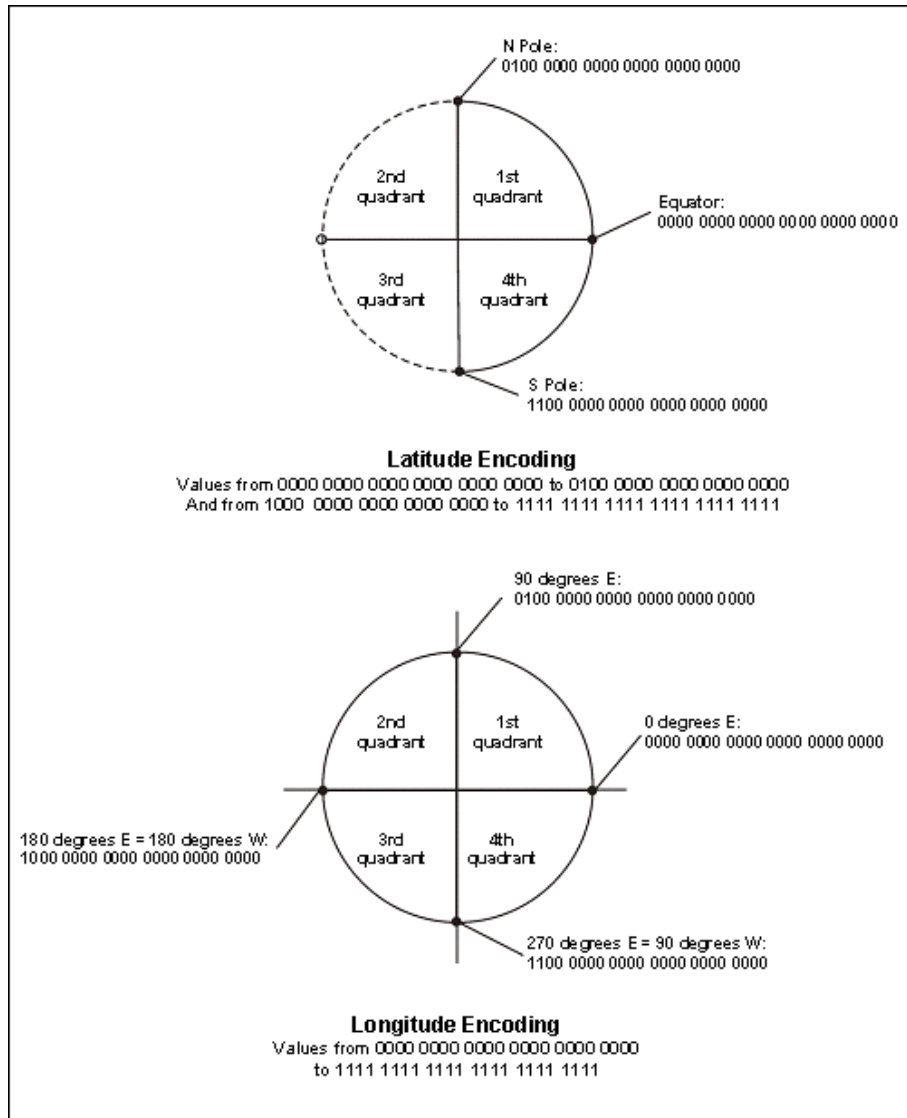 N Pole:
0100 0000 0000 0000 0000 0000
2nd
quadrant
1st
quadrant
Equator:
0000 0000 0000 0000 0000 0000
3rd
quadrant
4th
quadrant
S Pole:
1100 0000 0000 0000 0000 0000
Latitude Encoding
Values from 0000 0000 0000 0000 0000 0000 to 0100 0000 0000 0000 0000
And from 1000  0000 0000 0000 0000 to 1111 1111 1111 1111 1111 1111
90 degrees E:
0100 0000 0000 0000 0000 0000
2nd
quadrant
1st
quadrant
0 degrees E:
0000 0000 0000 0000 0000 0000
180 degrees E = 180 degrees W:
1000 0000 0000 0000 0000 0000
3rd
quadrant
4th
quadrant
270 degrees E = 90 degrees W:
1100 0000 0000 0000 0000 0000
Longitude Encoding
Values from 0000 0000 0000 0000 0000 0000
to 1111 1111 1111 1111 1111 1111